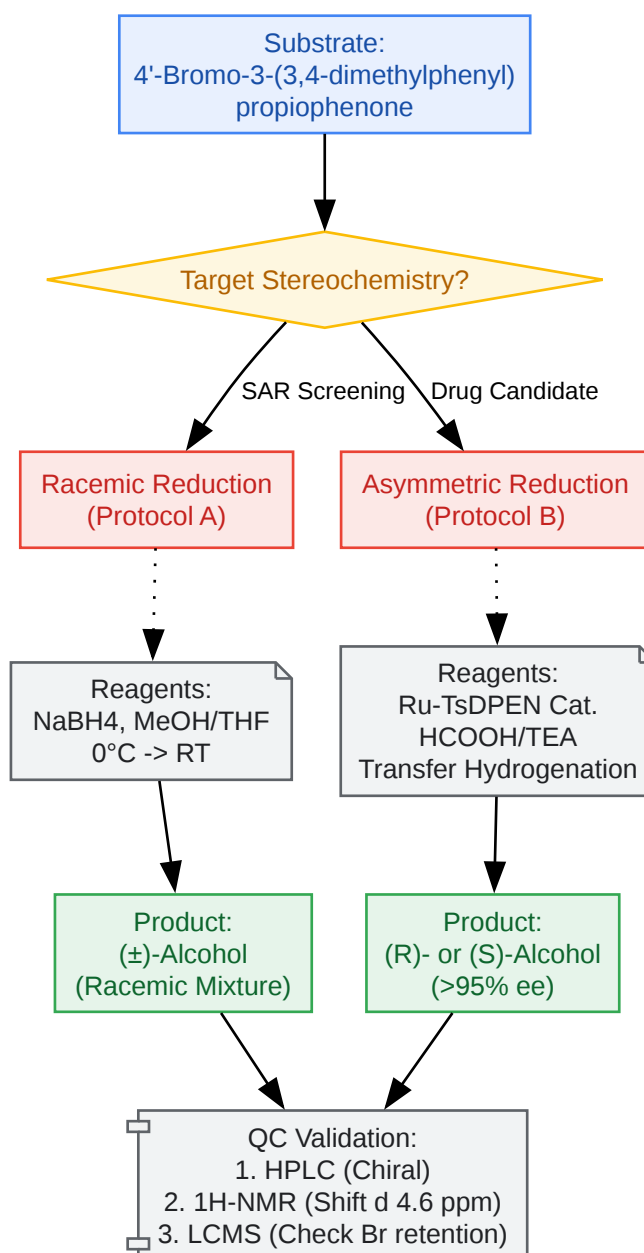 Substrate:
4'-Bromo-3-(3,4-dimethylphenyl)
propiophenone
Target Stereochemistry?
SAR Screening
Drug Candidate
Racemic Reduction
(Protocol A)
Asymmetric Reduction
(Protocol B)
Reagents:
NaBH4, MeOH/THF
0°C -> RT
Reagents:
Ru-TsDPEN Cat.
HCOOH/TEA
Transfer Hydrogenation
Product:
(±)-Alcohol
(Racemic Mixture)
Product:
(R)- or (S)-Alcohol
(>95% ee)
QC Validation:
1. HPLC (Chiral)
2. 1H-NMR (Shift d 4.6 ppm)
3. LCMS (Check Br retention)